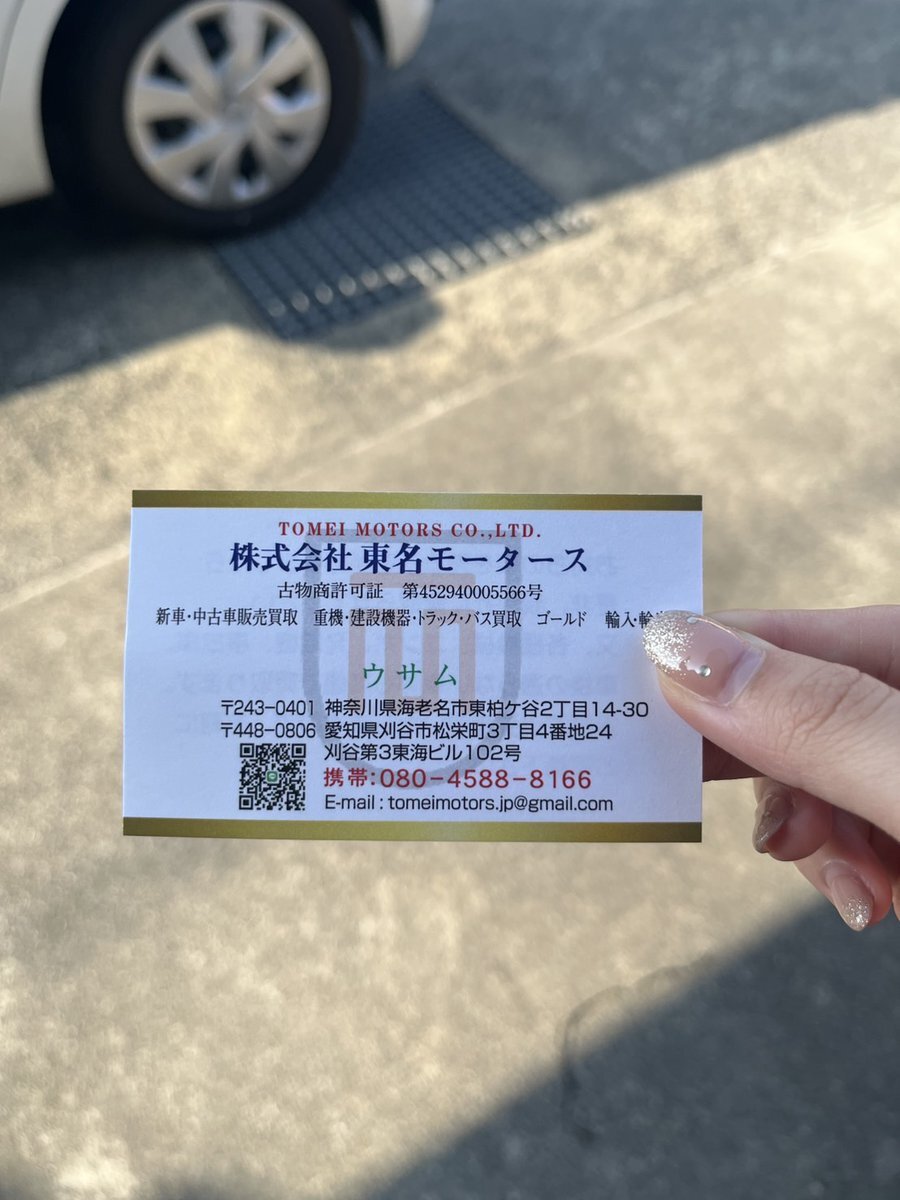 TOMEI MOTORS CO.,LTD.
株式会社 東名モータース
古物商許可証 第452940005566号
新車・中古車販売買取 重機・建設機器・トラック・バス買取 ゴールド 輸入・輸
ウサム
〒243-0401 神奈川県海老名市東柏ケ谷2丁目14-30
〒448-0806 愛知県刈谷市松栄町3丁目4番地24
刈谷第3東海ビル102号
携帯:080-4588-8166
E-mail : tomeimotors.jp@gmail.com